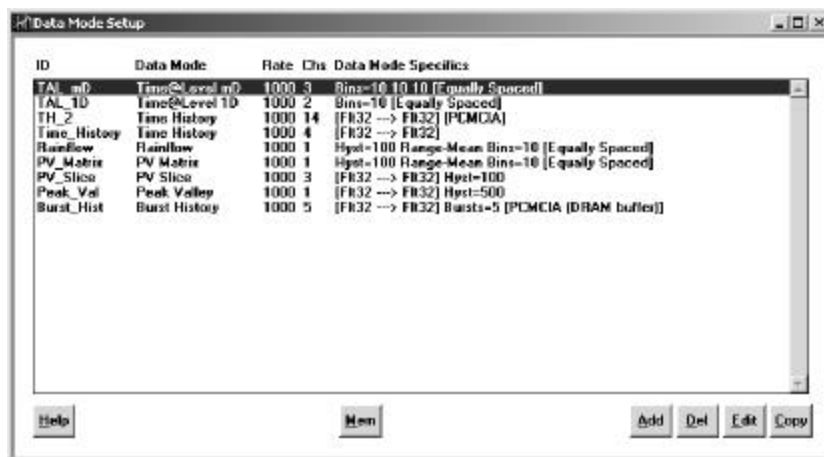 Data Mode Setup
ID Data Mode Rate Chs Data Mode Specifics
TAL_mD Time@Level mD 1000 3 Bins=10 10 10 [Equally Spaced]
TAL_1D Time@Level 1D 1000 2 Bins=10 [Equally Spaced]
TH_2 Time History 1000 14 [Flt32 ---> Flt32] [PCMCIA]
Time_History Time History 1000 4 [Flt32 ---> Flt32]
Rainflow Rainflow 1000 1 Hyst=100 Range-Mean Bins=10 [Equally Spaced]
PV_Matrix PV Matrix 1000 1 Hyst=100 Range-Mean Bins=10 [Equally Spaced]
PV_Slice PV Slice 1000 3 [Flt32 ---> Flt32] Hyst=100
Peak_Val Peak Valley 1000 1 [Flt32 ---> Flt32] Hyst=500
Burst_Hist Burst History 1000 5 [Flt32 ---> Flt32] Bursts=5 [PCMCIA (DRAM buffer)]
Help Mem Add Del Edit Copy